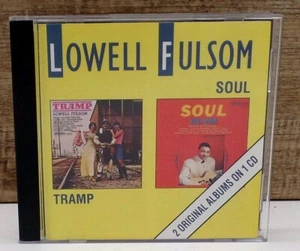 LOWELL FULSOM
SOUL
TRAMP
LOWELL FULSOM
SOUL
TRAMP
2 ORIGINAL ALBUMS ON 1 CD